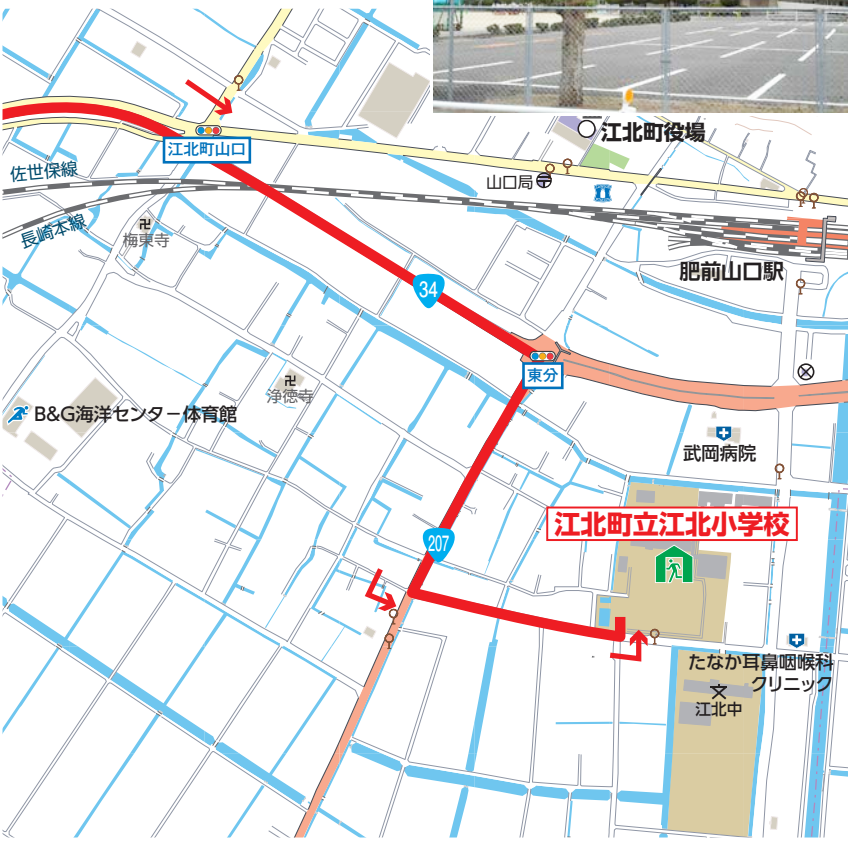 江北町役場
江北町山口
佐世保線
山口局
長崎本線
梅東寺
肥前山口駅
34
東分
浄徳寺
B&G海洋センター体育館
武岡病院
江北町立江北小学校
207
たなか耳鼻咽喉科
クリニック
江北中